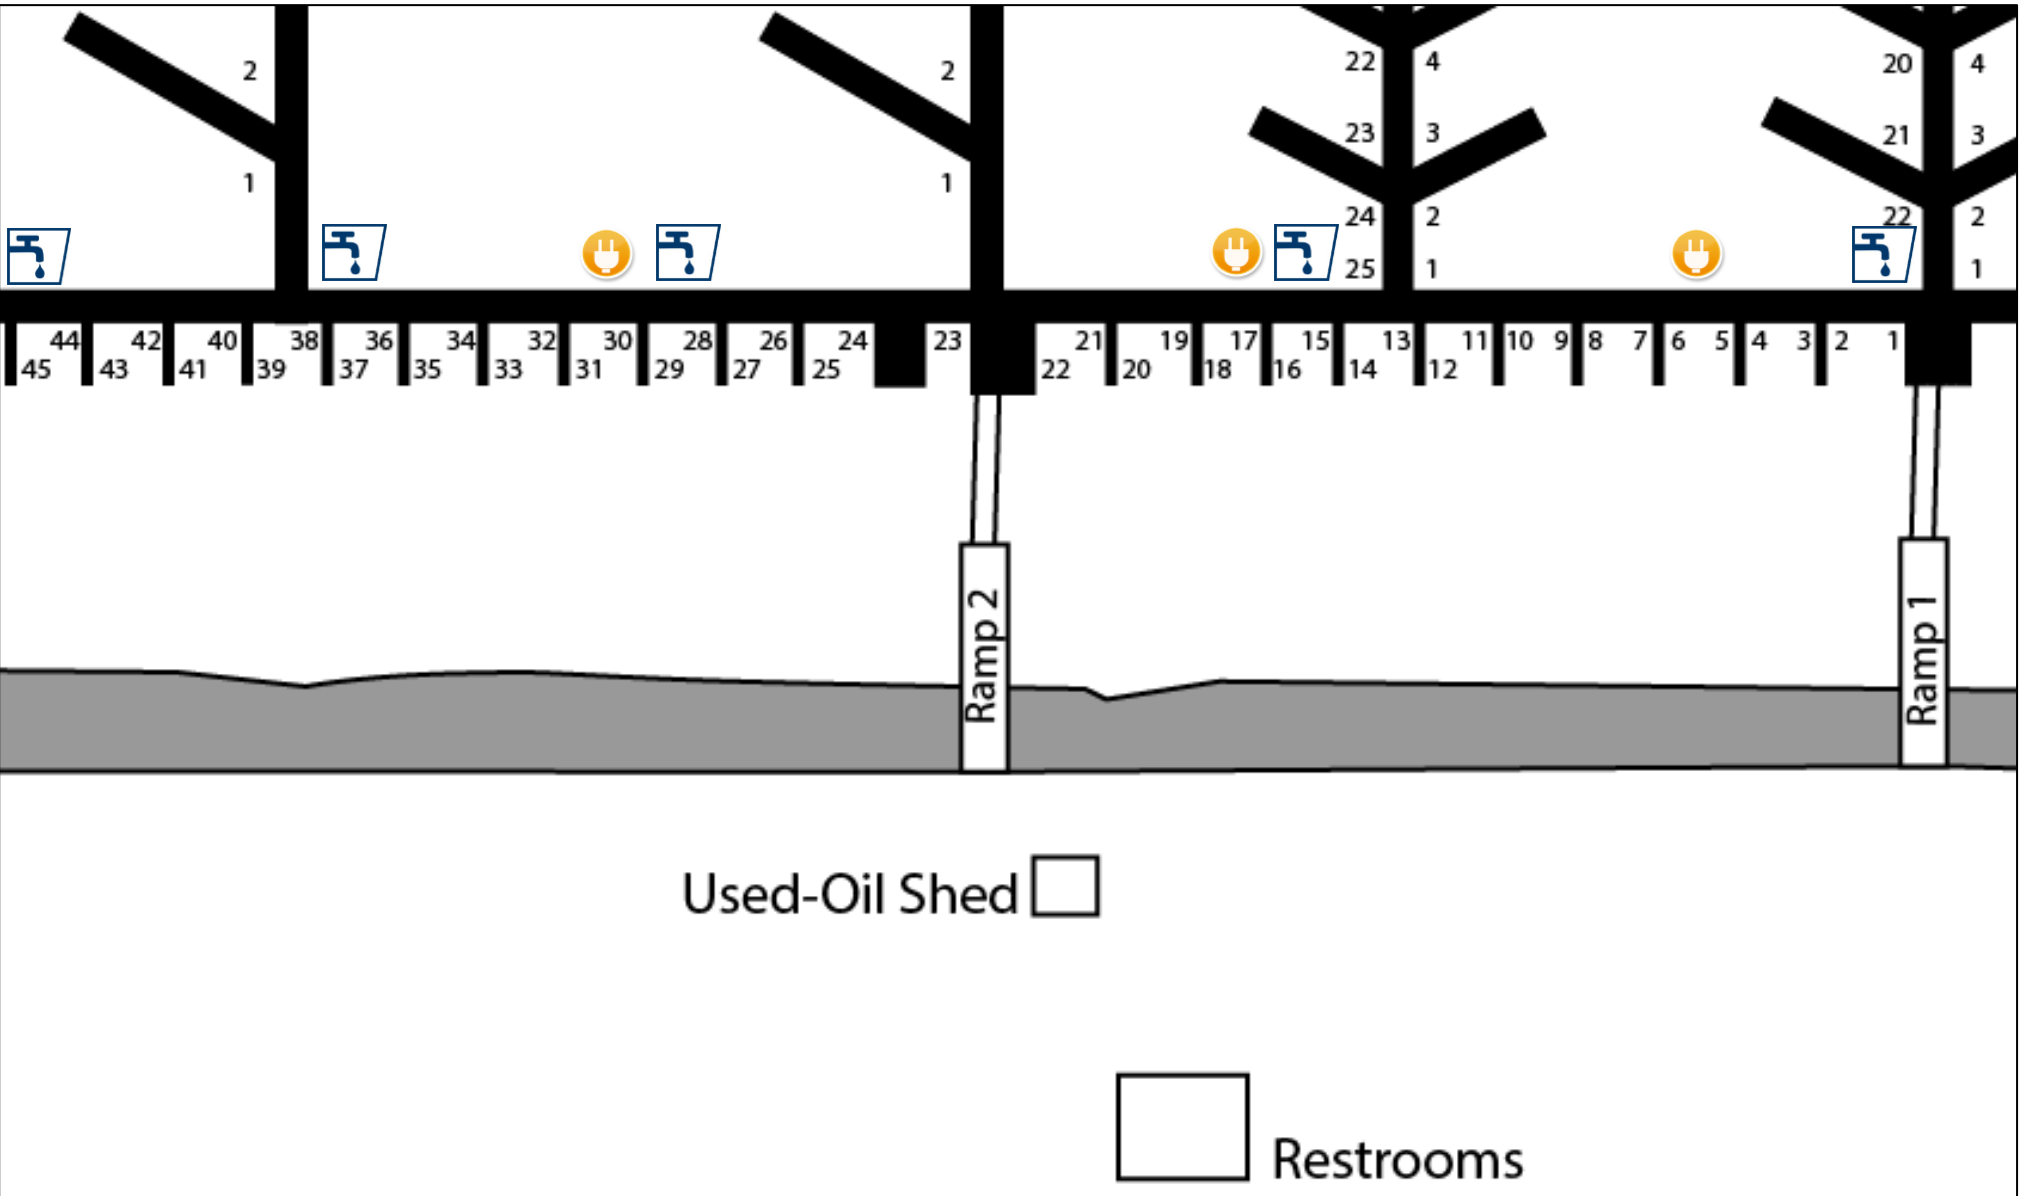 22 4 20 4
2 2
23 3 21 3
1 1
24 2 22 2
25 1 1
44 42 40 38 36 34 32 30 28 26 24 23 21 19 17 15 13 11 10 9 8 7 6 5 4 3 2 1
45 43 41 39 37 35 33 31 29 27 25 22 20 18 16 14 12
Ramp 2
Ramp 1
Used-Oil Shed
Restrooms